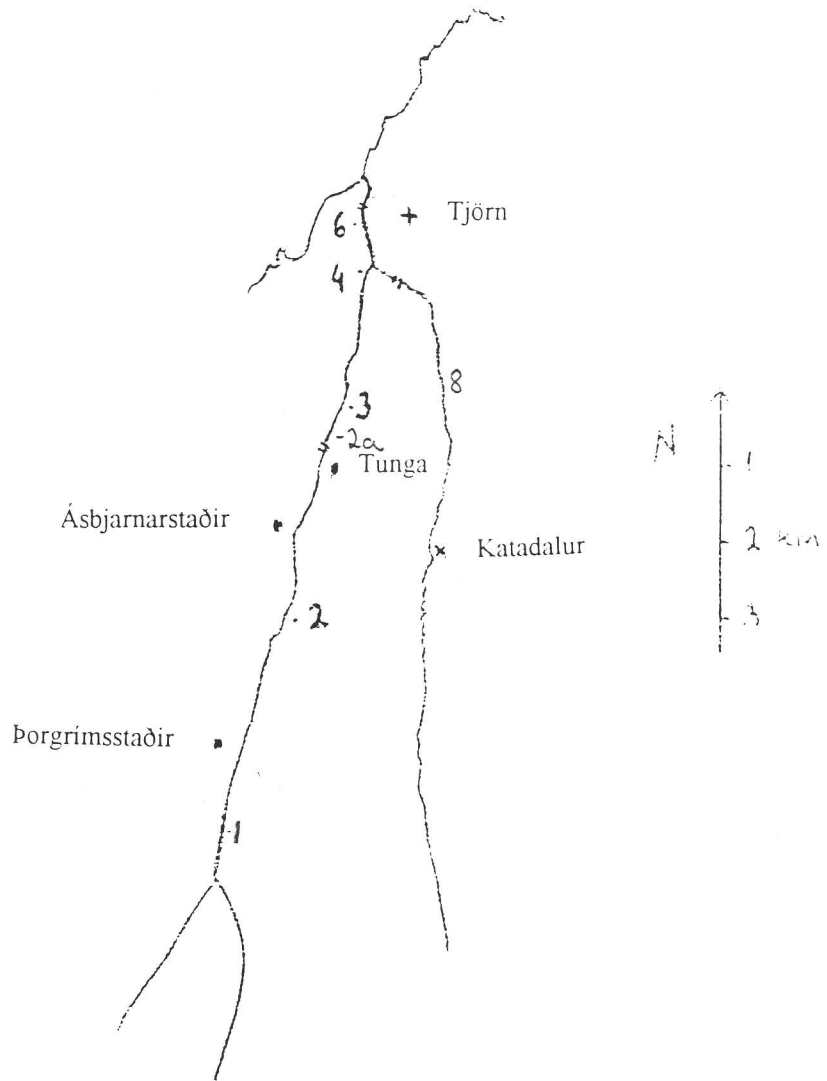 6
Tjörn
4
8
3
2a
Tunga
N
1
Ásbjarnarstaðir
Katadalur
2 km
2
3
Þorgrímsstaðir
1